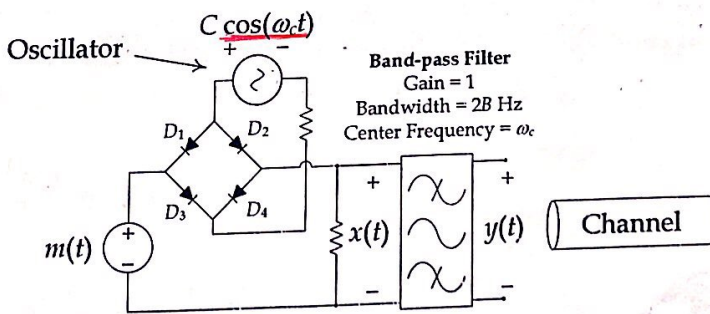 C cos(ω_c t)
+ −
Oscillator
Band-pass Filter
Gain = 1
Bandwidth = 2B Hz
Center Frequency = ω_c
D₁ D₂
D₃ D₄
m(t)
+
−
+
x(t)
−
+
y(t)
−
Channel